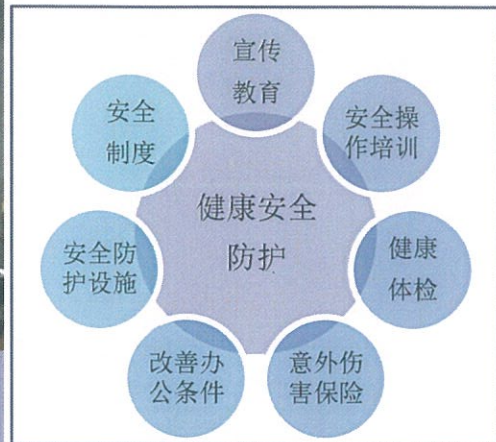 宣传
教育
安全操
作培训
健康
体检
意外伤
害保险
改善办
公条件
安全防
护设施
安全
制度
健康安全
防护